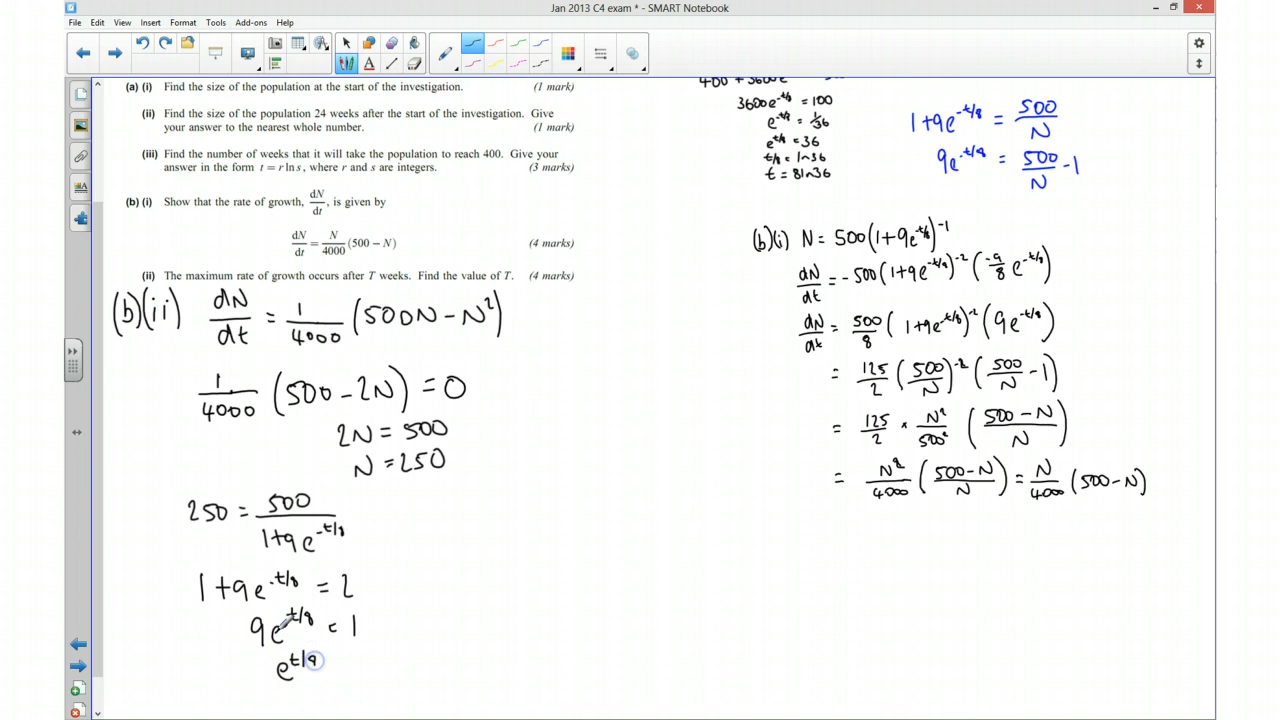 Jan 2013 C4 exam * - SMART Notebook
File Edit View Insert Format Tools Add-ons Help
(a) (i) Find the size of the population at the start of the investigation. (1 mark)
(ii) Find the size of the population 24 weeks after the start of the investigation. Give
your answer to the nearest whole number. (1 mark)
(iii) Find the number of weeks that it will take the population to reach 400. Give your
answer in the form t = r ln s, where r and s are integers. (3 marks)
(b) (i) Show that the rate of growth, dN/dt, is given by
dN/dt = N/4000 (500 − N) (4 marks)
(ii) The maximum rate of growth occurs after T weeks. Find the value of T. (4 marks)
(b)(ii) dN/dt = 1/4000 (500N − N²)
1/4000 (500 − 2N) = 0
2N = 500
N = 250
250 = 500/(1+9e^(-t/8))
1+9e^(-t/8) = 2
9e^(-t/8) = 1
e^(t/8
3600e^(-t/8) = 100
e^(-t/8) = 1/36
e^(t/8) = 36
t/8 = ln36
t = 8ln36
1+9e^(-t/8) = 500/N
9e^(-t/8) = 500/N - 1
(b)(i) N = 500(1+9e^(-t/8))^-1
dN/dt = -500(1+9e^(-t/8))^-2 (-9/8 e^(-t/8))
dN/dt = 500/8 (1+9e^(-t/8))^-2 (9e^(-t/8))
= 125/2 (500/N)^-2 (500/N - 1)
= 125/2 × N²/500² ((500-N)/N)
= N²/4000 ((500-N)/N) = N/4000 (500-N)